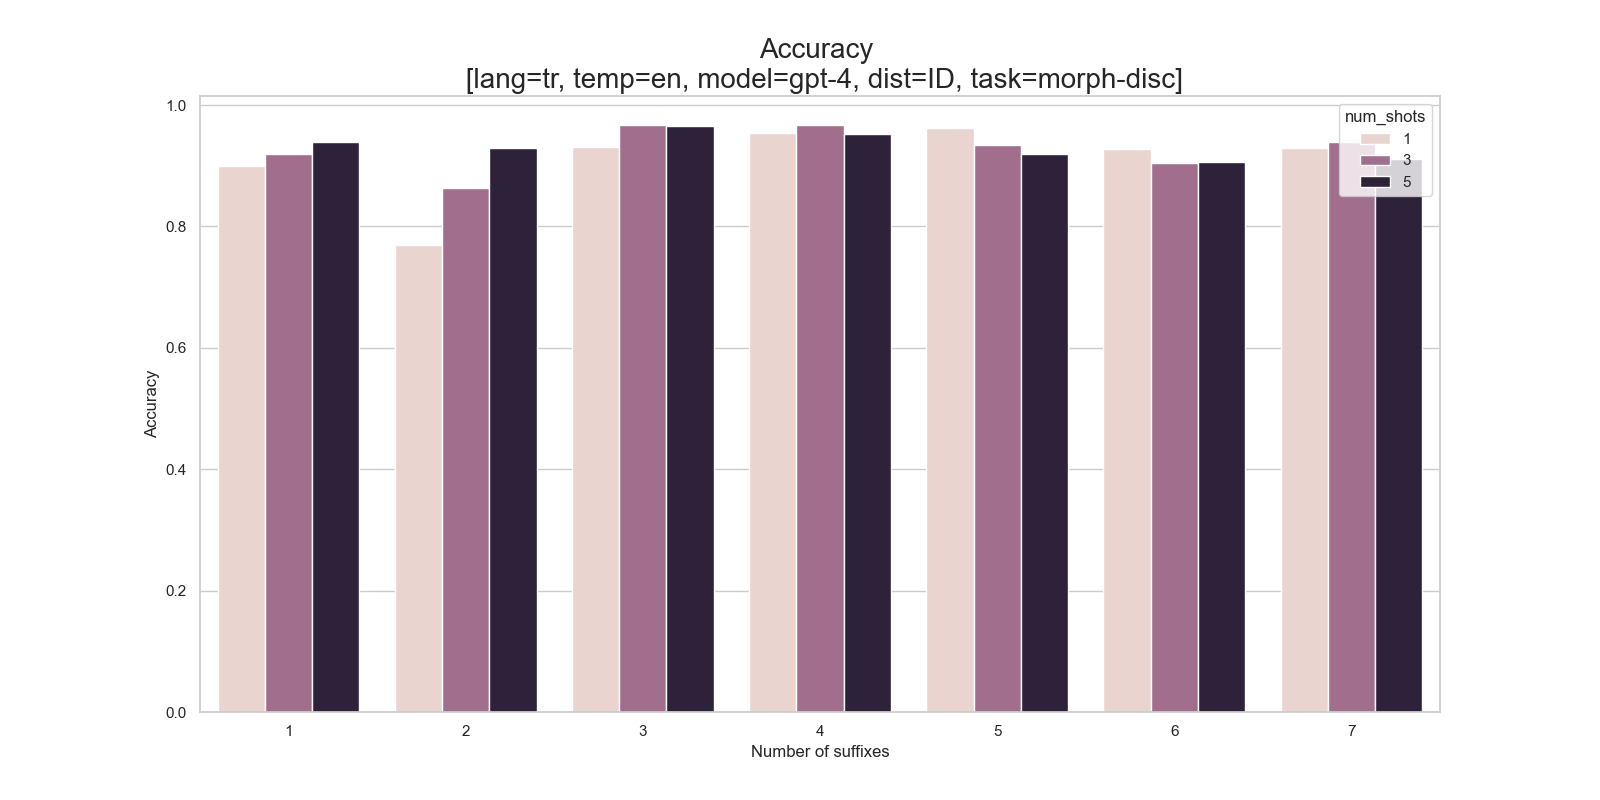 Accuracy
[lang=tr, temp=en, model=gpt-4, dist=ID, task=morph-disc]
num_shots
1
3
5
1.0
0.8
0.6
0.4
0.2
0.0
Accuracy
1 2 3 4 5 6 7
Number of suffixes